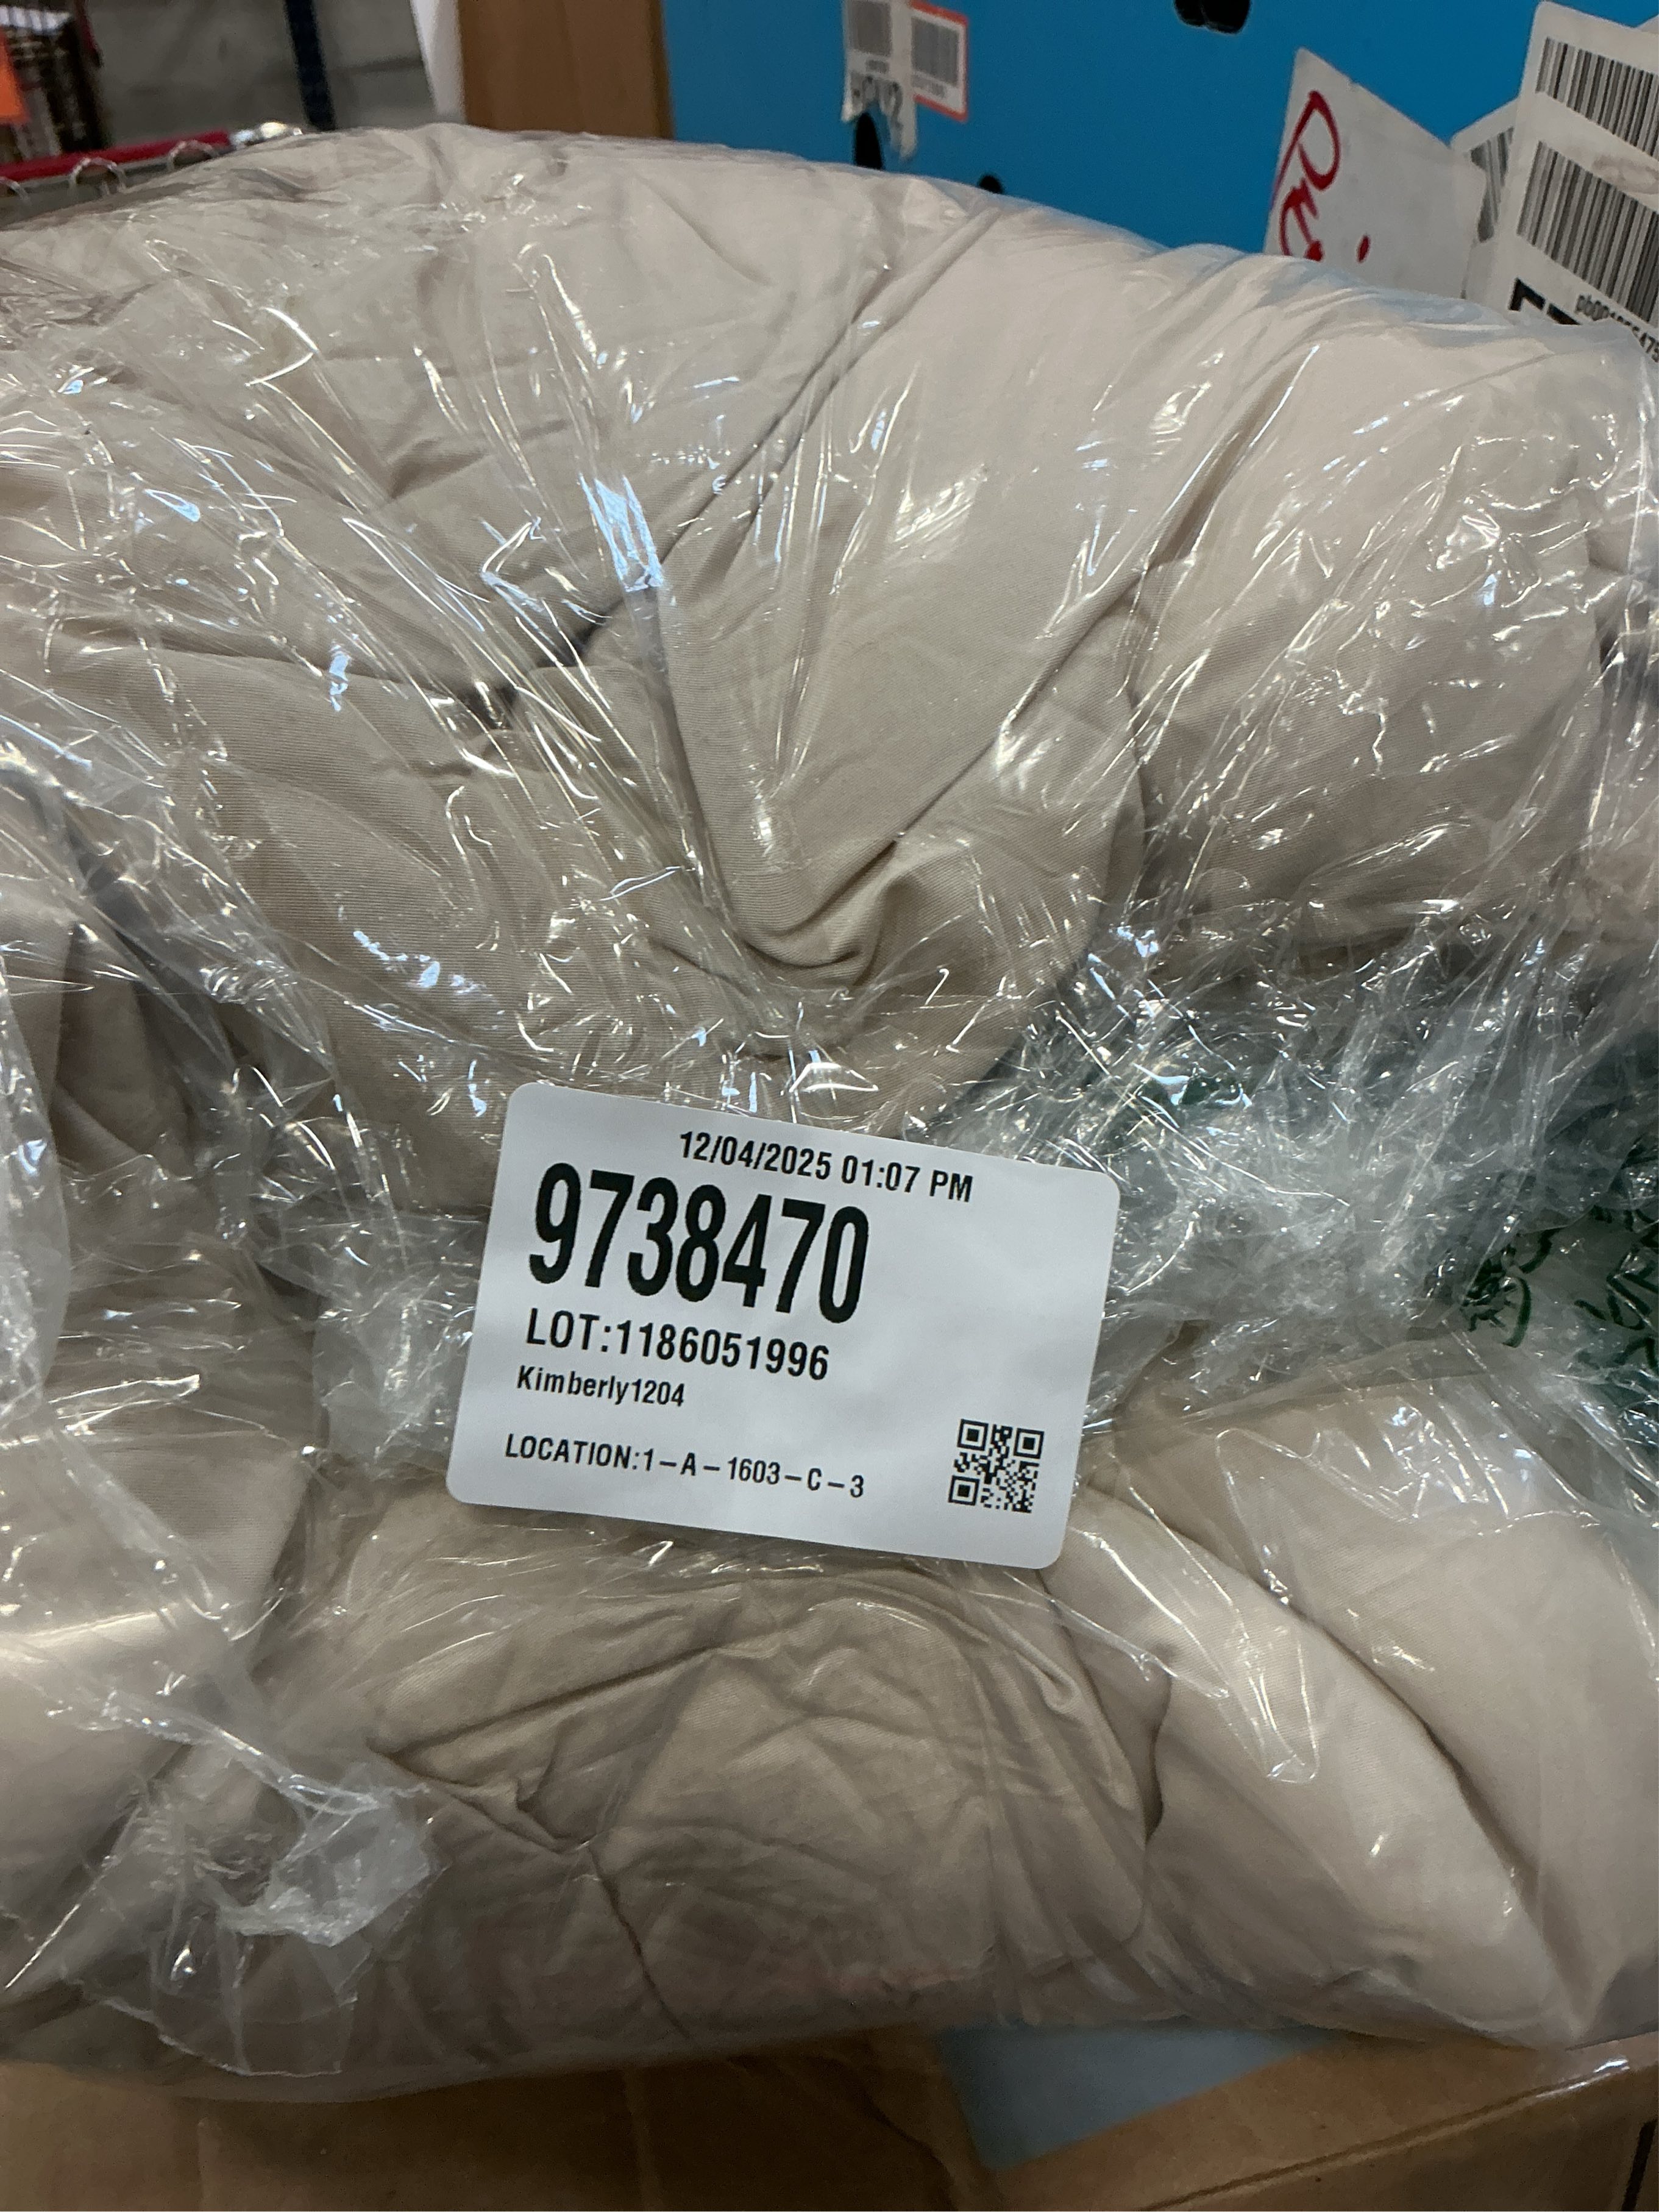 12/04/2025 01:07 PM
9738470
LOT:1186051996
Kimberly1204
LOCATION:1-A-1603-C-3